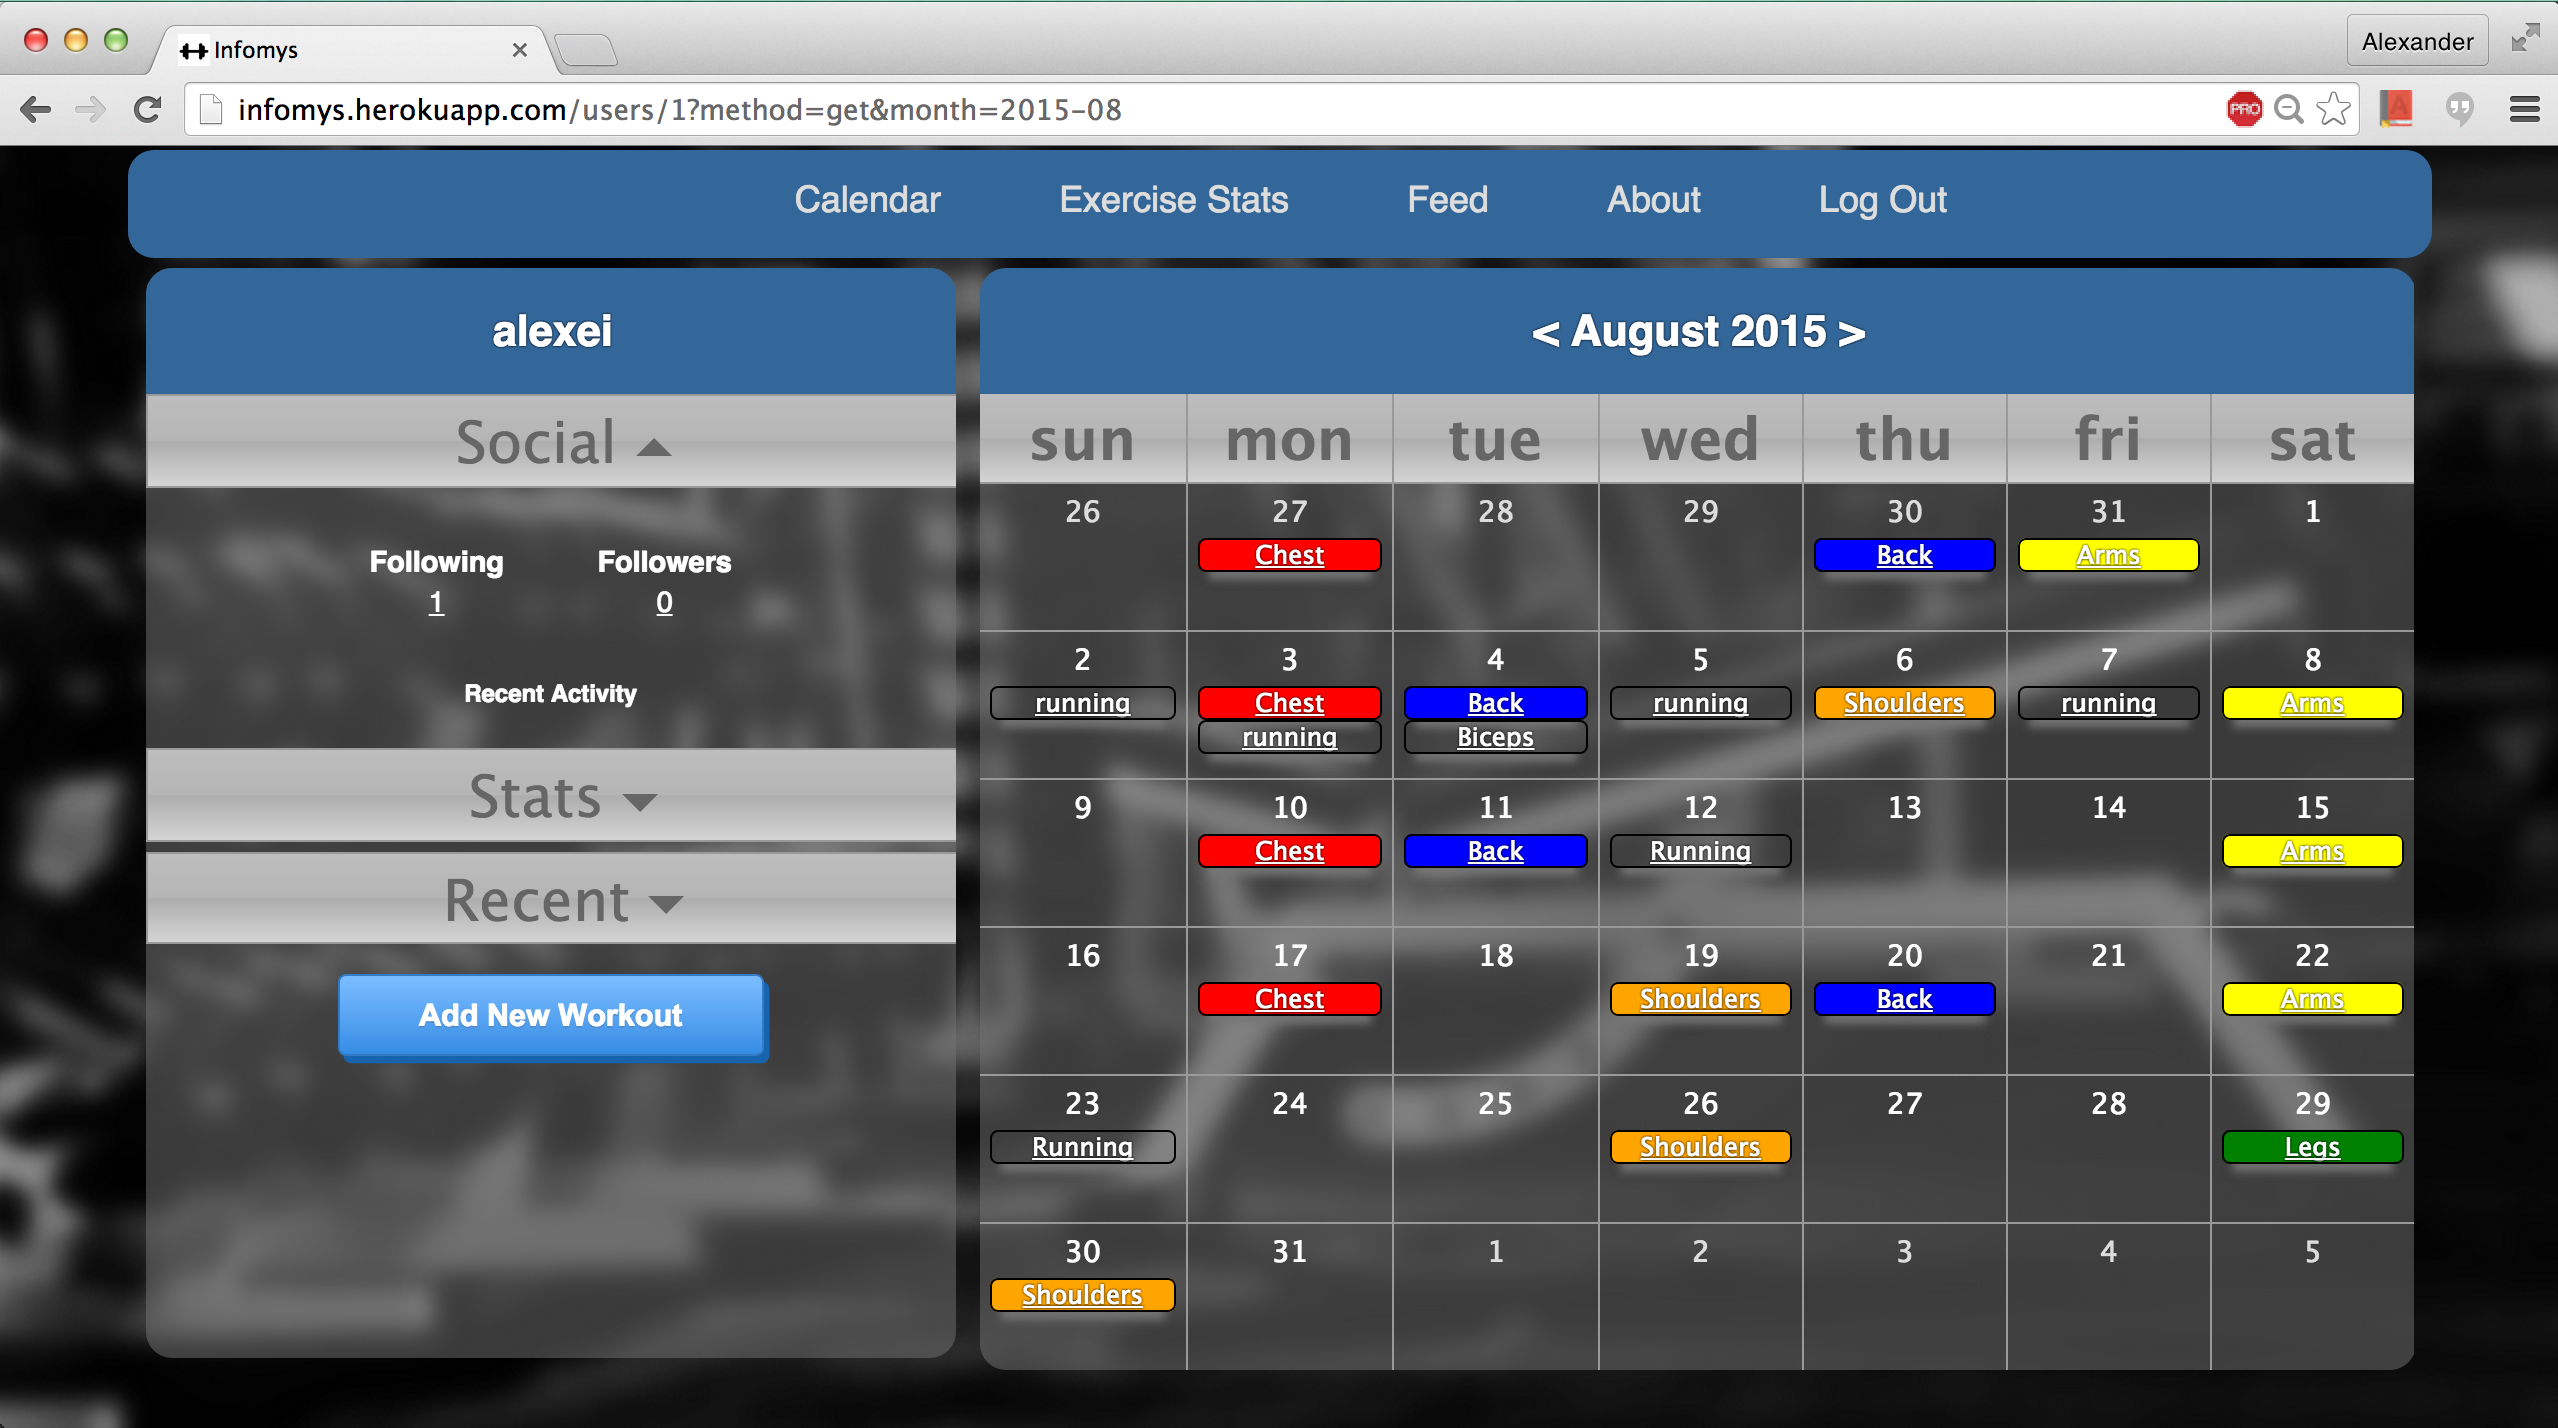 Infomys
Alexander
infomys.herokuapp.com/users/1?method=get&month=2015-08
PRO
Calendar Exercise Stats Feed About Log Out
alexei
Social
Following Followers
1 0
Recent Activity
Stats
Recent
Add New Workout
< August 2015 >
sun mon tue wed thu fri sat
26 27 28 29 30 31 1
Chest Back Arms
2 3 4 5 6 7 8
running Chest Back running Shoulders running Arms
running Biceps
9 10 11 12 13 14 15
Chest Back Running Arms
16 17 18 19 20 21 22
Chest Shoulders Back Arms
23 24 25 26 27 28 29
Running Shoulders Legs
30 31 1 2 3 4 5
Shoulders